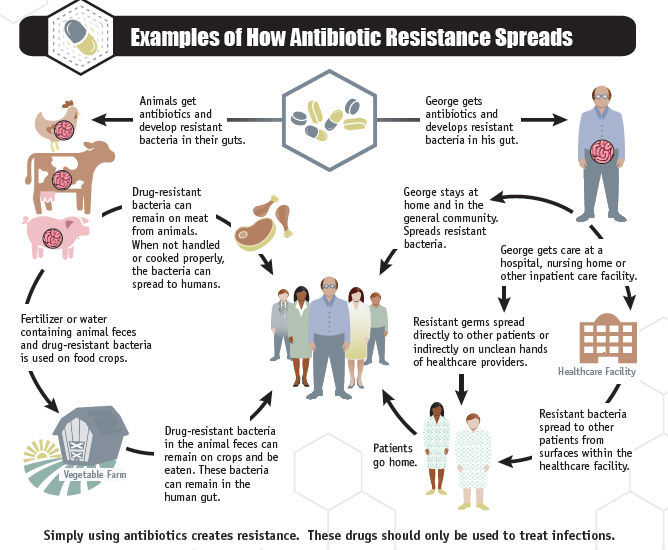 Examples of How Antibiotic Resistance Spreads
Animals get
antibiotics and
develop resistant
bacteria in their guts.
George gets
antibiotics and
develops resistant
bacteria in his gut.
Drug-resistant
bacteria can
remain on meat
from animals.
When not handled
or cooked properly,
the bacteria can
spread to humans.
George stays at
home and in the
general community.
Spreads resistant
bacteria.
George gets care at a
hospital, nursing home or
other inpatient care facility.
Fertilizer or water
containing animal feces
and drug-resistant bacteria
is used on food crops.
Resistant germs spread
directly to other patients or
indirectly on unclean hands
of healthcare providers.
Healthcare Facility
Drug-resistant bacteria
in the animal feces can
remain on crops and be
eaten. These bacteria
can remain in the
human gut.
Vegetable Farm
Patients
go home.
Resistant bacteria
spread to other
patients from
surfaces within the
healthcare facility.
Simply using antibiotics creates resistance. These drugs should only be used to treat infections.